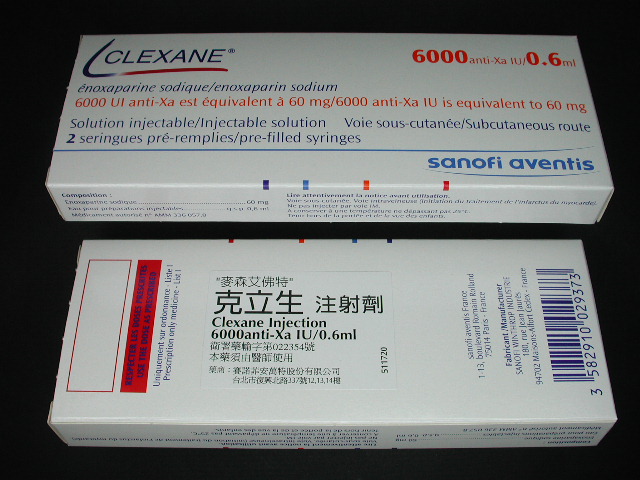 CLEXANE®
6000 anti-Xa IU/0.6ml
énoxaparine sodique/enoxaparin sodium
6000 UI anti-Xa est équivalent à 60 mg/6000 anti-Xa IU is equivalent to 60 mg
Solution injectable/Injectable solution Voie sous-cutanée/Subcutaneous route
2 seringues pré-remplies/pre-filled syringes
sanofi aventis
Composition :
Enoxaparine sodique 60 mg
Eau pour préparations injectables q.s.p. 0,6 ml
Médicament autorisé n° AMM 336 057.8
Lire attentivement la notice avant utilisation.
Voie sous-cutanée. Voie intraveineuse (initiation du traitement de l'infarctus du myocarde).
Ne pas injecter par voie IM.
A conserver à une température ne dépassant pas 25°C.
Tenir hors de la portée et de la vue des enfants.
RESPECTER LES DOSES PRESCRITES
USE THE DOSE AS PRESCRIBED
Uniquement sur ordonnance - Liste I
Prescription only medicine - List I
"麥森艾佛特"
克立生 注射劑
Clexane Injection
6000anti-Xa IU/0.6ml
衛署藥輸字第022354號
本藥須由醫師使用
藥商：賽諾菲安萬特股份有限公司
台北市復興北路337號12,13,14樓
511720
sanofi aventis France
1-13, boulevard Romain Rolland
75014 Paris - France
Fabricant/Manufacturer
SANOFI WINTHROP INDUSTRIE
180, rue Jean Jaurès
94702 Maisons-Alfort Cedex - France
3 582910 029373